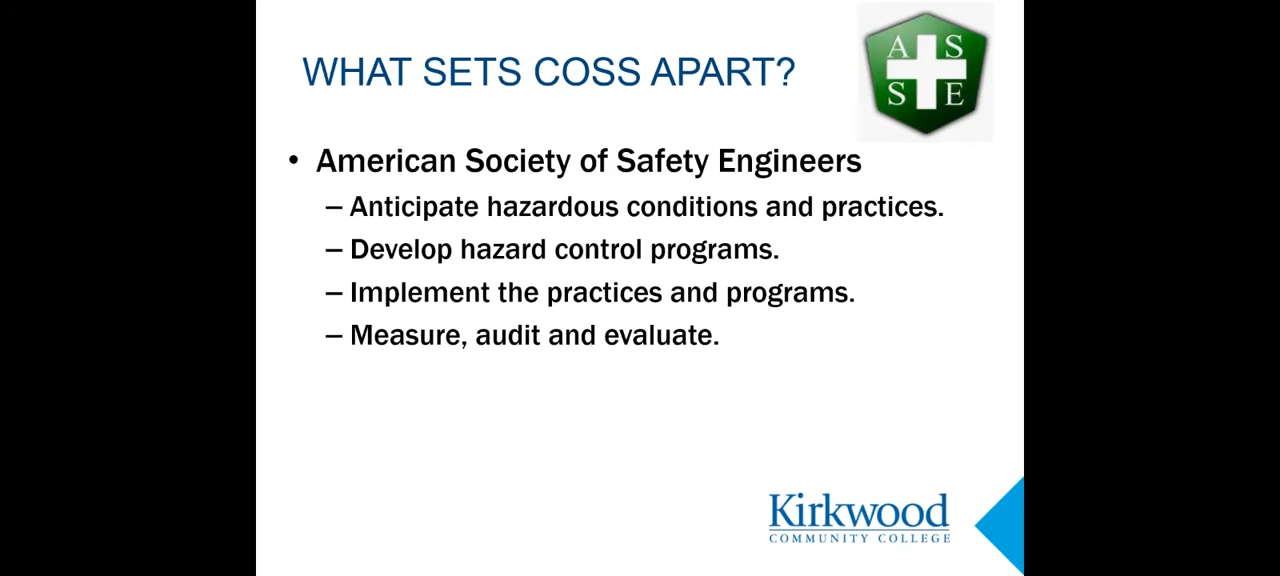 WHAT SETS COSS APART?
A S
S E
• American Society of Safety Engineers
– Anticipate hazardous conditions and practices.
– Develop hazard control programs.
– Implement the practices and programs.
– Measure, audit and evaluate.
Kirkwood
COMMUNITY COLLEGE